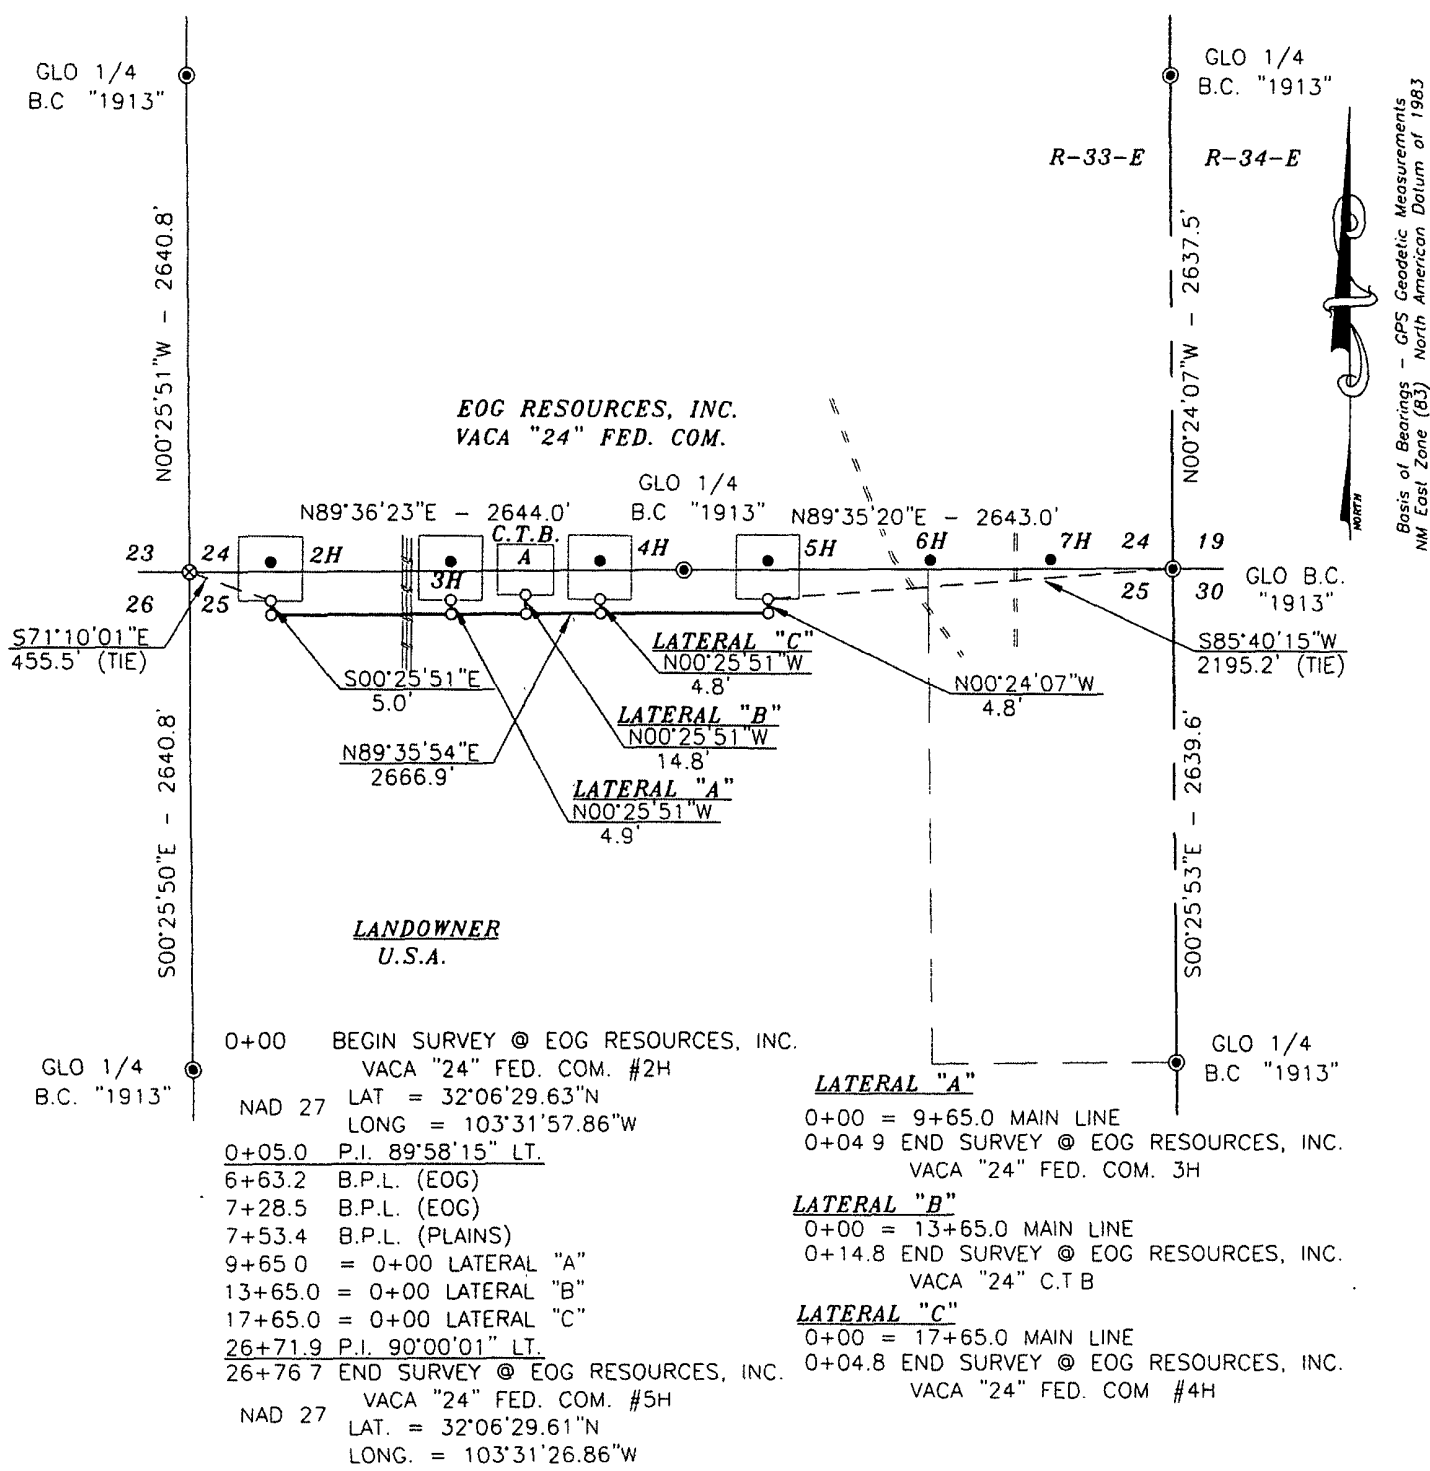 GLO 1/4
B.C "1913"
GLO 1/4
B.C. "1913"
R-33-E
R-34-E
N00°25'51"W - 2640.8'
N00°24'07"W - 2637.5'
Basis of Bearings - GPS Geodetic Measurements
NM East Zone (83) North American Datum of 1983
NORTH
EOG RESOURCES, INC.
VACA "24" FED. COM.
GLO 1/4
B.C "1913"
N89°36'23"E - 2644.0'
N89°35'20"E - 2643.0'
C.T.B.
A
23
24
2H
3H
4H
5H
6H
7H
24
19
26
25
25
30
GLO B.C.
"1913"
S71°10'01"E
455.5' (TIE)
S85°40'15"W
2195.2' (TIE)
S00°25'51"E
5.0'
LATERAL "C"
N00°25'51"W
4.8'
N00°24'07"W
4.8'
LATERAL "B"
N00°25'51"W
14.8'
N89°35'54"E
2666.9'
LATERAL "A"
N00°25'51"W
4.9'
S00°25'50"E - 2640.8'
S00°25'53"E - 2639.6'
LANDOWNER
U.S.A.
GLO 1/4
B.C. "1913"
GLO 1/4
B.C "1913"
0+00 BEGIN SURVEY @ EOG RESOURCES, INC.
VACA "24" FED. COM. #2H
NAD 27
LAT = 32°06'29.63"N
LONG = 103°31'57.86"W
0+05.0 P.I. 89°58'15" LT.
6+63.2 B.P.L. (EOG)
7+28.5 B.P.L. (EOG)
7+53.4 B.P.L. (PLAINS)
9+65 0 = 0+00 LATERAL "A"
13+65.0 = 0+00 LATERAL "B"
17+65.0 = 0+00 LATERAL "C"
26+71.9 P.I. 90°00'01" LT.
26+76 7 END SURVEY @ EOG RESOURCES, INC.
VACA "24" FED. COM. #5H
NAD 27
LAT. = 32°06'29.61"N
LONG. = 103°31'26.86"W
LATERAL "A"
0+00 = 9+65.0 MAIN LINE
0+04 9 END SURVEY @ EOG RESOURCES, INC.
VACA "24" FED. COM. 3H
LATERAL "B"
0+00 = 13+65.0 MAIN LINE
0+14.8 END SURVEY @ EOG RESOURCES, INC.
VACA "24" C.T B
LATERAL "C"
0+00 = 17+65.0 MAIN LINE
0+04.8 END SURVEY @ EOG RESOURCES, INC.
VACA "24" FED. COM #4H